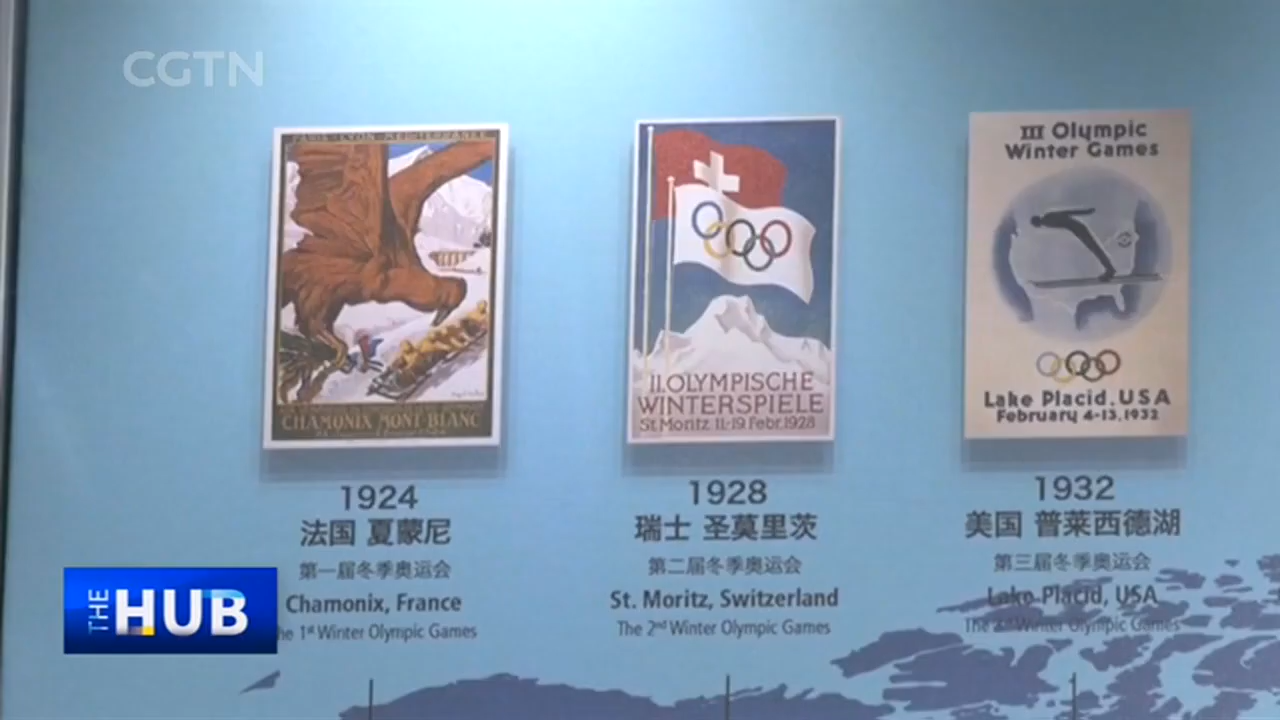 CGTN
PARIS-LYON-MEDITERRANEE
CHAMONIX MONT-BLANC
1924
法国 夏蒙尼
第一届冬季奥运会
Chamonix, France
he 1st Winter Olympic Games
II. OLYMPISCHE
WINTERSPIELE
St. Moritz 11.-19 Febr. 1928
1928
瑞士 圣莫里茨
第二届冬季奥运会
St. Moritz, Switzerland
The 2nd Winter Olympic Games
III Olympic
Winter Games
Lake Placid, USA
February 4-13, 1932
1932
美国 普莱西德湖
第三届冬季奥运会
Lake Placid, USA
Winter Olympic Games
THE HUB